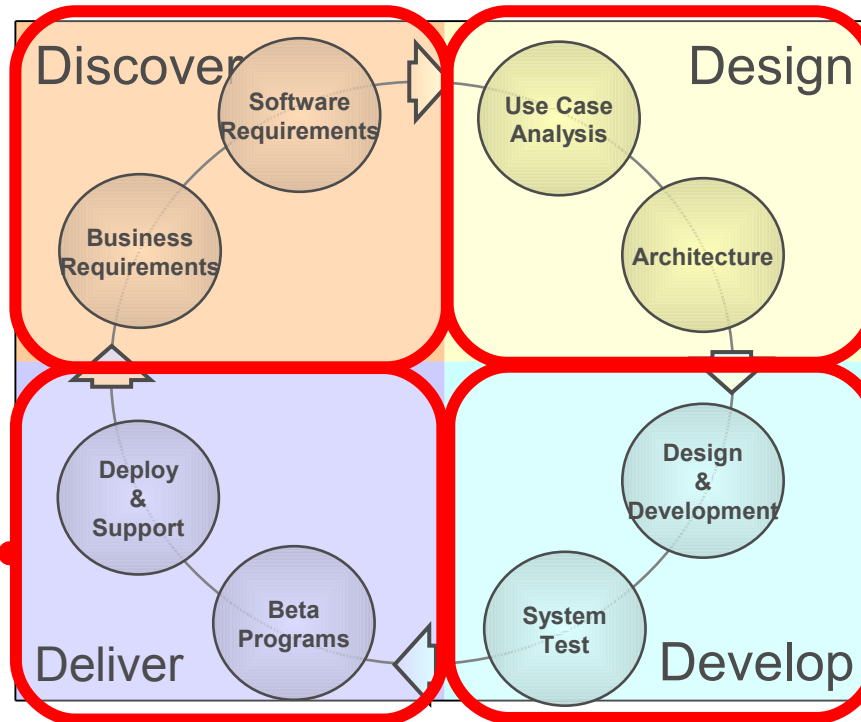 Discover
Software
Requirements
Business
Requirements
Design
Use Case
Analysis
Architecture
Deploy
&
Support
Beta
Programs
Deliver
Design
&
Development
System
Test
Develop